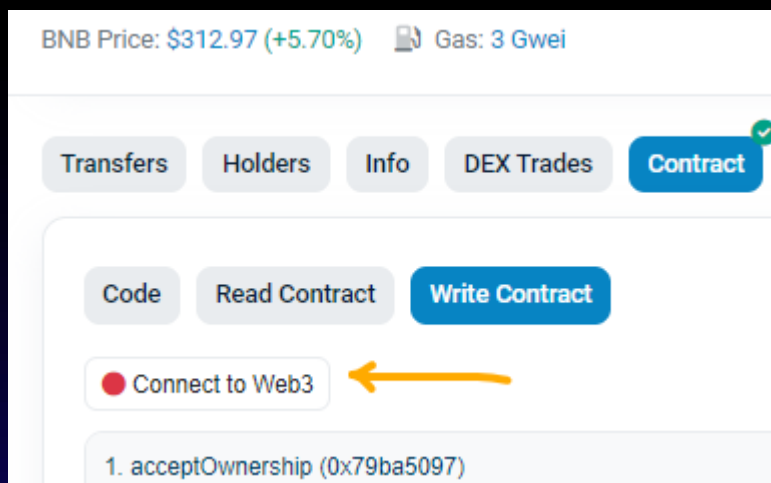 BNB Price: $312.97 (+5.70%) Gas: 3 Gwei
Transfers Holders Info DEX Trades Contract
Code Read Contract Write Contract
Connect to Web3
1. acceptOwnership (0x79ba5097)